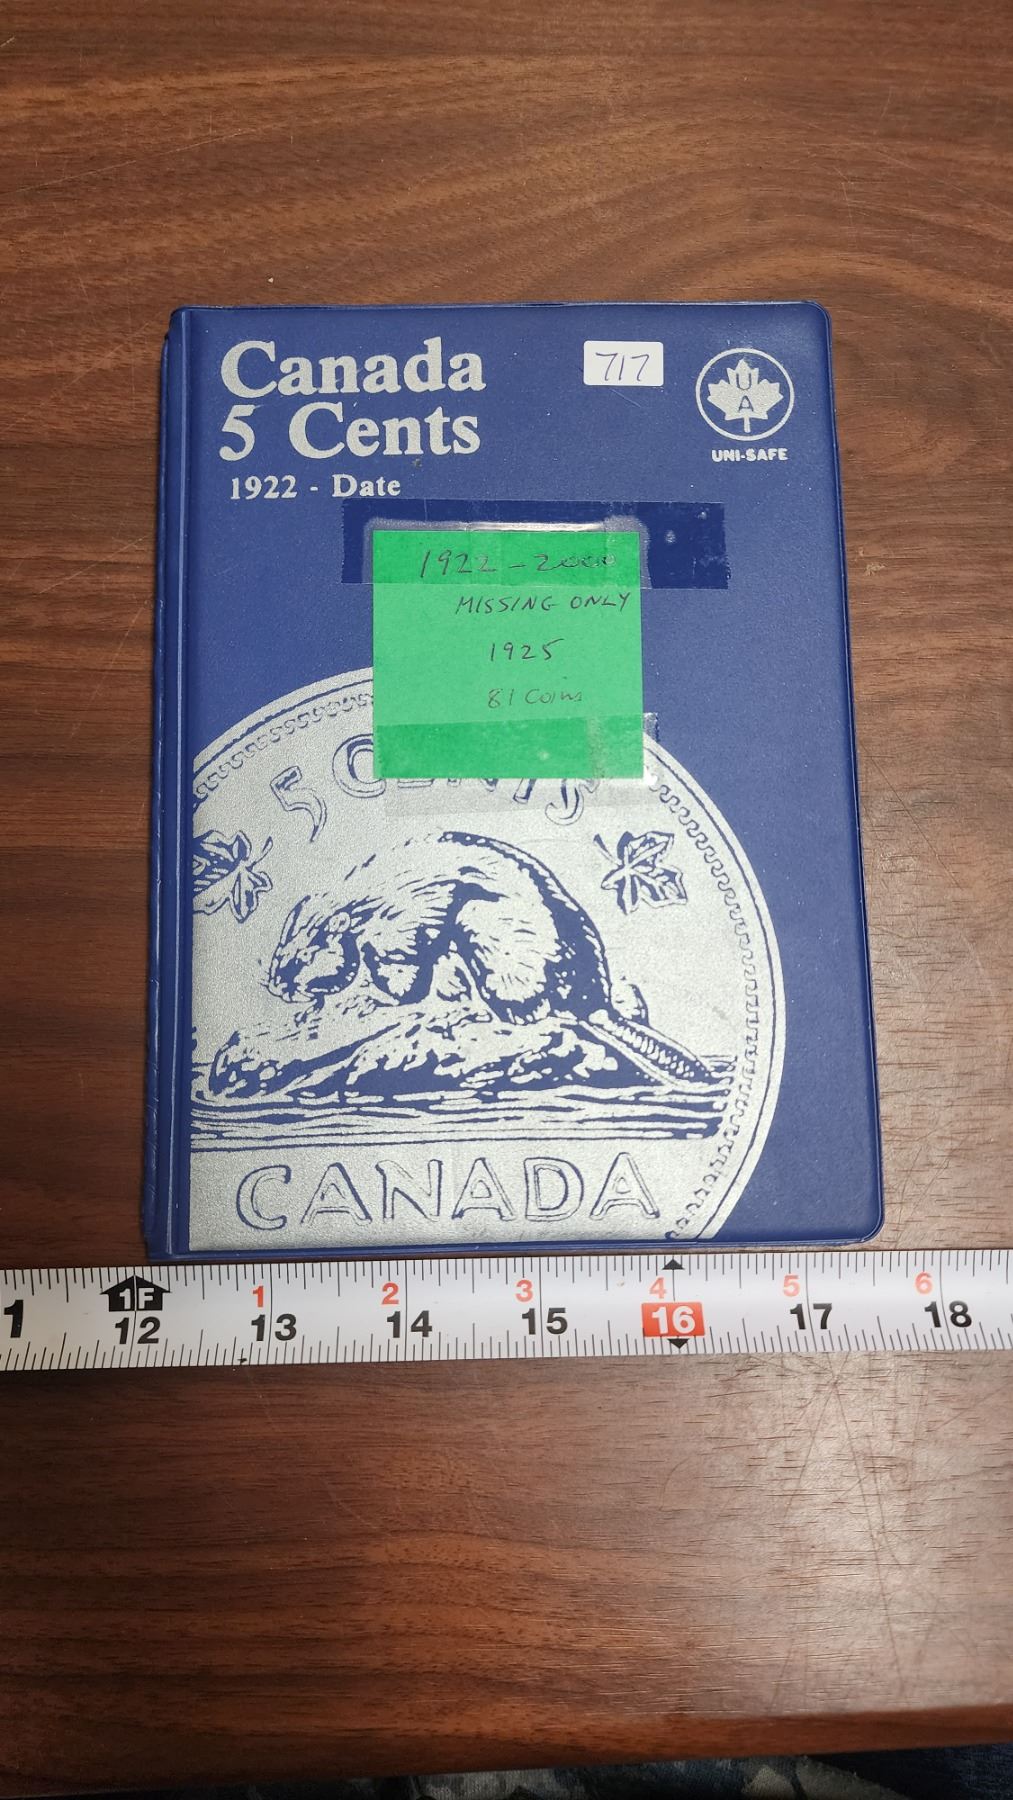 Canada
5 Cents
1922 - Date
717
U
A
UNI-SAFE
1922 - 2000
MISSING ONLY
1925
81 Coins
5 CENTS
CANADA
1 1F 1 2 3 4 5 6
12 13 14 15 16 17 18